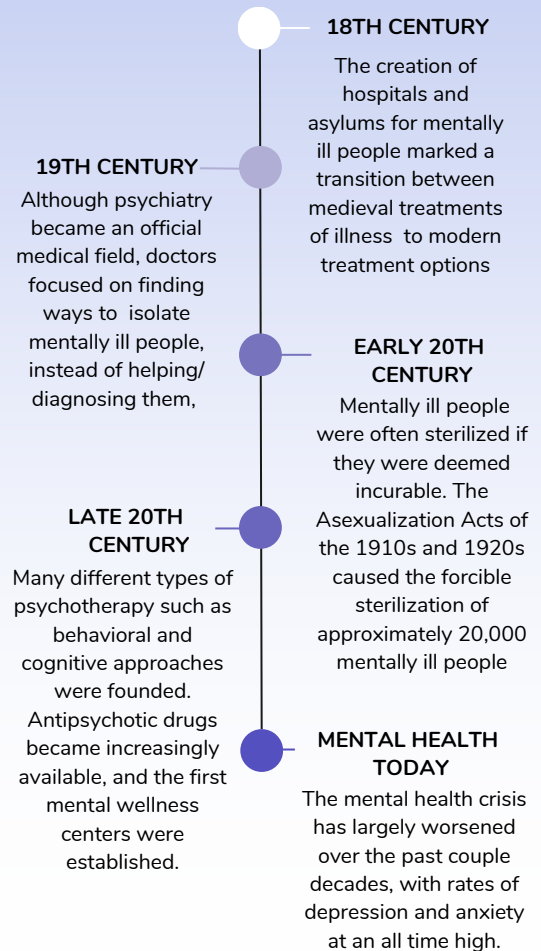 18TH CENTURY
The creation of
hospitals and
asylums for mentally
ill people marked a
transition between
medieval treatments
of illness  to modern
treatment options
19TH CENTURY
Although psychiatry
became an official
medical field, doctors
focused on finding
ways to  isolate
mentally ill people,
instead of helping/
diagnosing them,
EARLY 20TH
CENTURY
Mentally ill people
were often sterilized if
they were deemed
incurable. The
Asexualization Acts of
the 1910s and 1920s
caused the forcible
sterilization of
approximately 20,000
mentally ill people
LATE 20TH
CENTURY
Many different types of
psychotherapy such as
behavioral and
cognitive approaches
were founded.
Antipsychotic drugs
became increasingly
available, and the first
mental wellness
centers were
established.
MENTAL HEALTH
TODAY
The mental health crisis
has largely worsened
over the past couple
decades, with rates of
depression and anxiety
at an all time high.